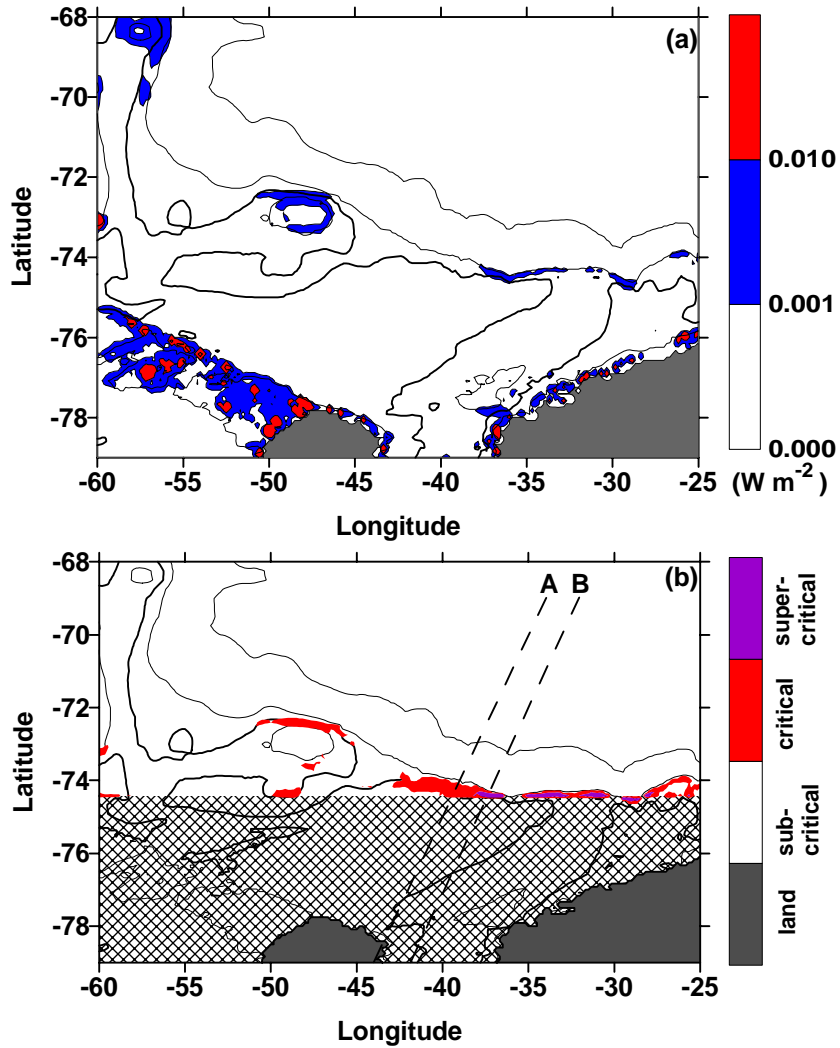 (a)
-68
-70
-72
-74
-76
-78
Latitude
-60 -55 -50 -45 -40 -35 -30 -25
Longitude
0.010
0.001
0.000
(W m-2)
(b)
A B
-68
-70
-72
-74
-76
-78
Latitude
-60 -55 -50 -45 -40 -35 -30 -25
Longitude
super-
critical
critical
sub-
critical
land